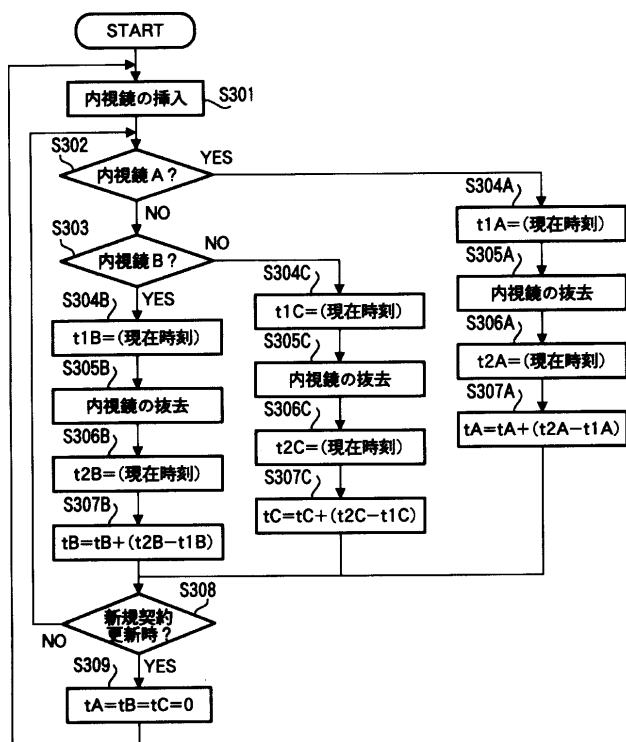 START
内視鏡の挿入
S301
S302
内視鏡A?
YES
NO
S303
内視鏡B?
NO
YES
S304A
t1A=(現在時刻)
S305A
内視鏡の抜去
S306A
t2A=(現在時刻)
S307A
tA=tA+(t2A-t1A)
S304B
t1B=(現在時刻)
S305B
内視鏡の抜去
S306B
t2B=(現在時刻)
S307B
tB=tB+(t2B-t1B)
S304C
t1C=(現在時刻)
S305C
内視鏡の抜去
S306C
t2C=(現在時刻)
S307C
tC=tC+(t2C-t1C)
S308
新規契約
更新時?
NO
YES
S309
tA=tB=tC=0